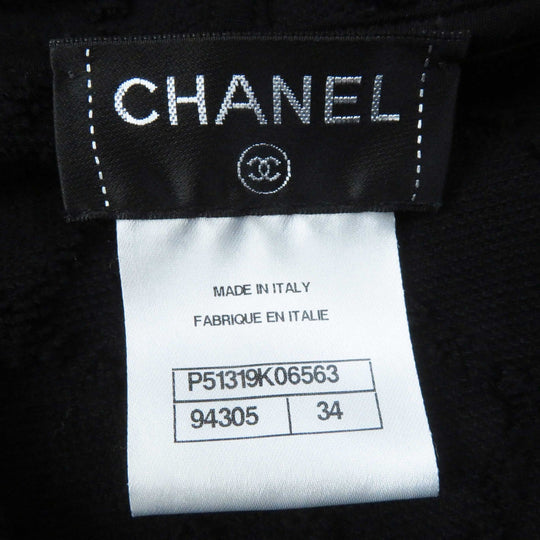 CHANEL
MADE IN ITALY
FABRIQUE EN ITALIE
P51319K06563
94305 34